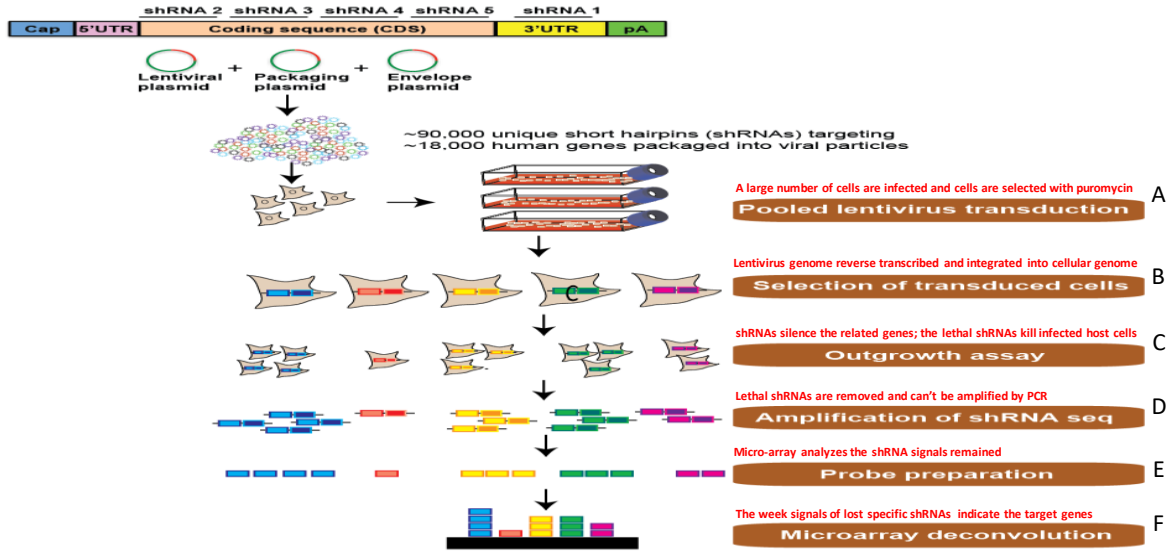 shRNA 2 shRNA 3 shRNA 4 shRNA 5 shRNA 1
Cap 5'UTR Coding sequence (CDS) 3'UTR pA
Lentiviral plasmid + Packaging plasmid + Envelope plasmid
~90,000 unique short hairpins (shRNAs) targeting
~18,000 human genes packaged into viral particles
A large number of cells are infected and cells are selected with puromycin
Pooled lentivirus transduction
A
Lentivirus genome reverse transcribed and integrated into cellular genome
Selection of transduced cells
B
C
shRNAs silence the related genes; the lethal shRNAs kill infected host cells
Outgrowth assay
C
Lethal shRNAs are removed and can't be amplified by PCR
Amplification of shRNA seq
D
Micro-array analyzes the shRNA signals remained
Probe preparation
E
The week signals of lost specific shRNAs indicate the target genes
Microarray deconvolution
F